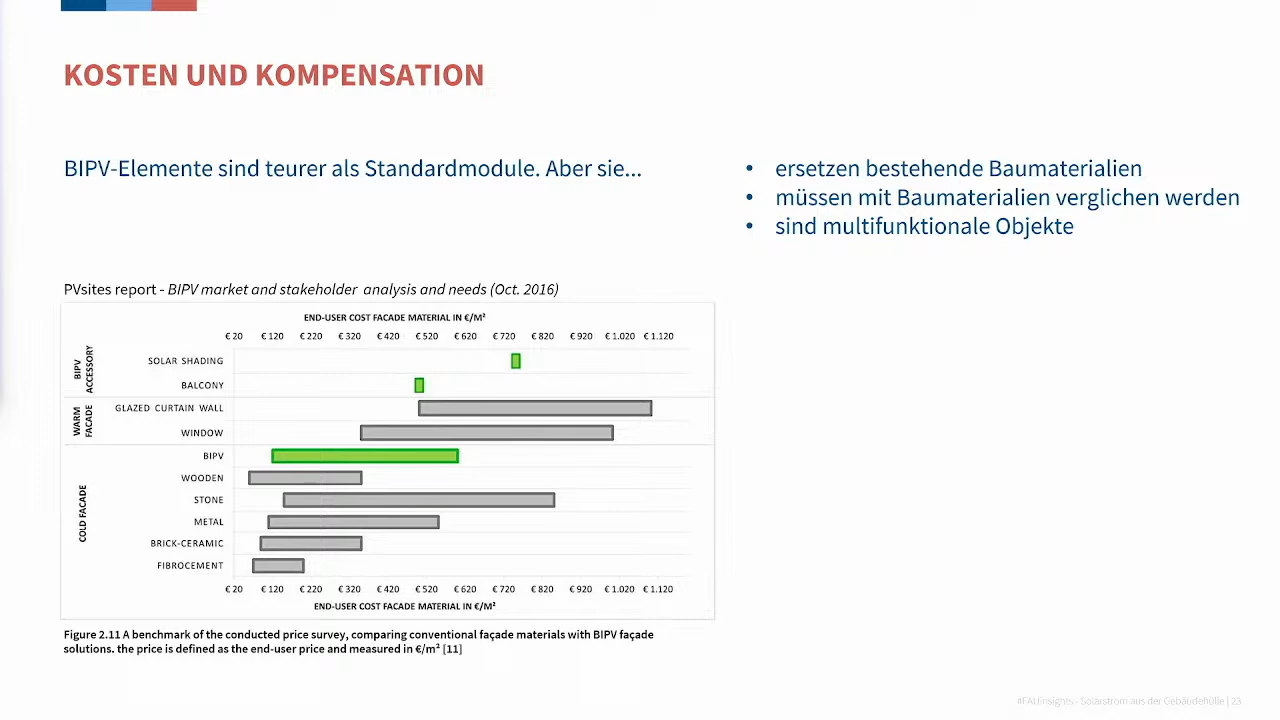 KOSTEN UND KOMPENSATION
BIPV-Elemente sind teurer als Standardmodule. Aber sie...
• ersetzen bestehende Baumaterialien
• müssen mit Baumaterialien verglichen werden
• sind multifunktionale Objekte
PVsites report - BIPV market and stakeholder analysis and needs (Oct. 2016)
END-USER COST FACADE MATERIAL IN €/M²
€ 20 € 120 € 220 € 320 € 420 € 520 € 620 € 720 € 820 € 920 € 1.020 € 1.120
BIPV
ACCESSORY
SOLAR SHADING
BALCONY
WARM
FACADE
GLAZED CURTAIN WALL
WINDOW
COLD FACADE
BIPV
WOODEN
STONE
METAL
BRICK-CERAMIC
FIBROCEMENT
€ 20 € 120 € 220 € 320 € 420 € 520 € 620 € 720 € 820 € 920 € 1.020 € 1.120
END-USER COST FACADE MATERIAL IN €/M²
Figure 2.11 A benchmark of the conducted price survey, comparing conventional façade materials with BIPV façade
solutions. the price is defined as the end-user price and measured in €/m² [11]
- Solarstrom aus der Gebäudehülle | 23